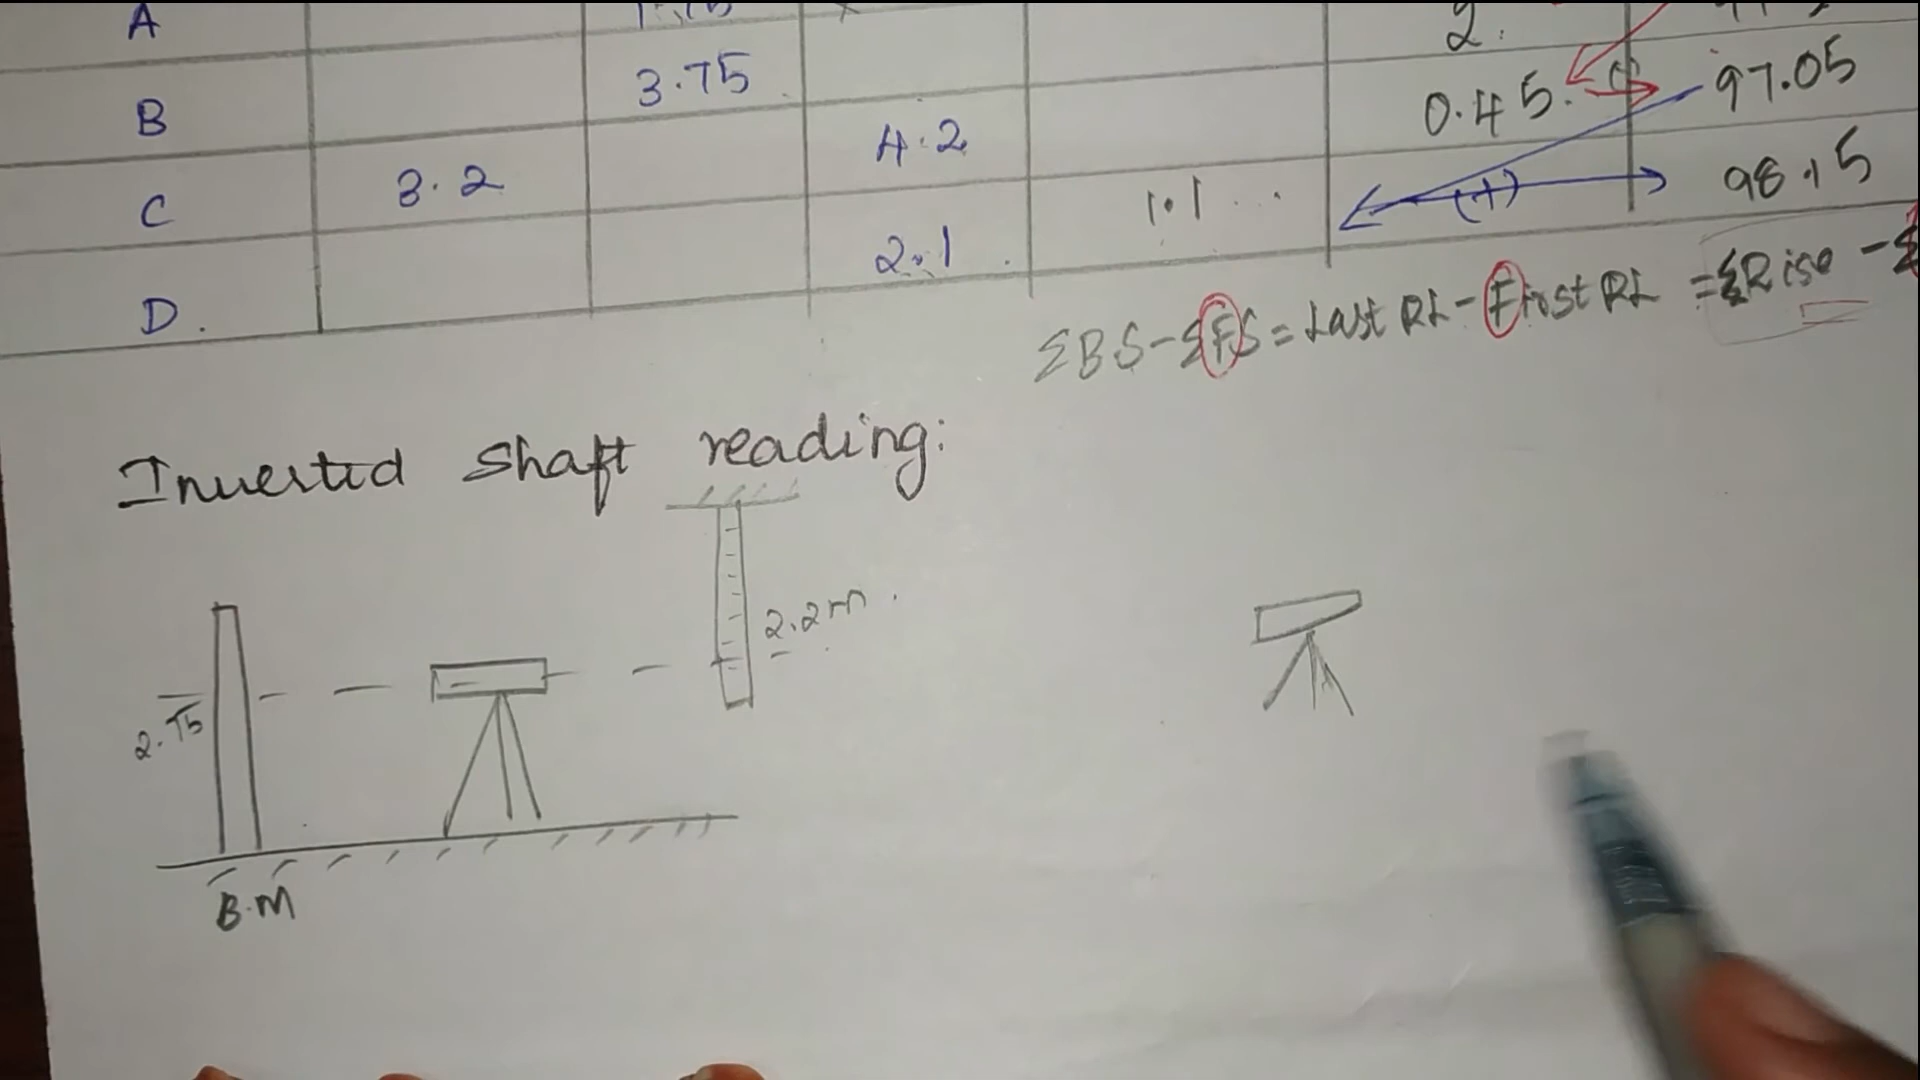 A 2.
B 3.75 0.45. (-) 97.05
C 3.2 4.2 1.1 (+) 98.15
D. 2.1
ΣBS-ΣFS=Last RL-First RL =ΣRise -Σ
Inverted Shaft reading:
2.2m.
2.75
B.M